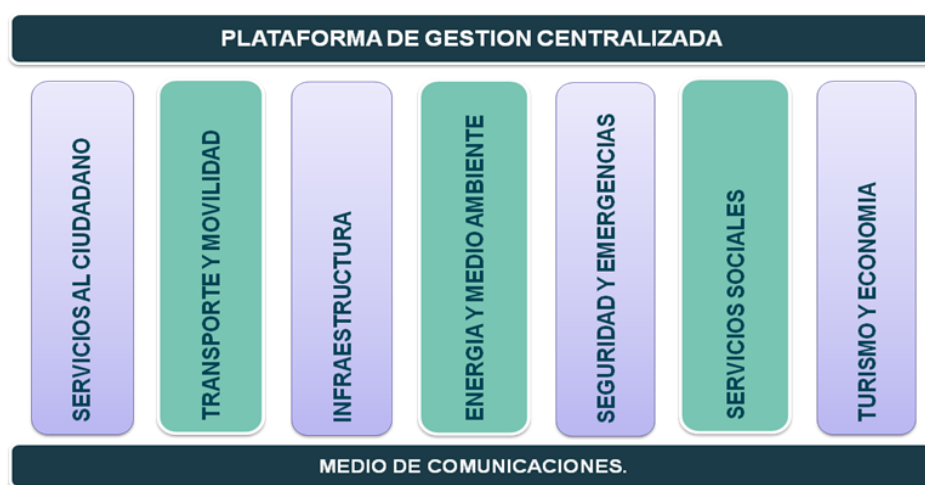 PLATAFORMA DE GESTION CENTRALIZADA
SERVICIOS AL CIUDADANO
TRANSPORTE Y MOVILIDAD
INFRAESTRUCTURA
ENERGIA Y MEDIO AMBIENTE
SEGURIDAD Y EMERGENCIAS
SERVICIOS SOCIALES
TURISMO Y ECONOMIA
MEDIO DE COMUNICACIONES.